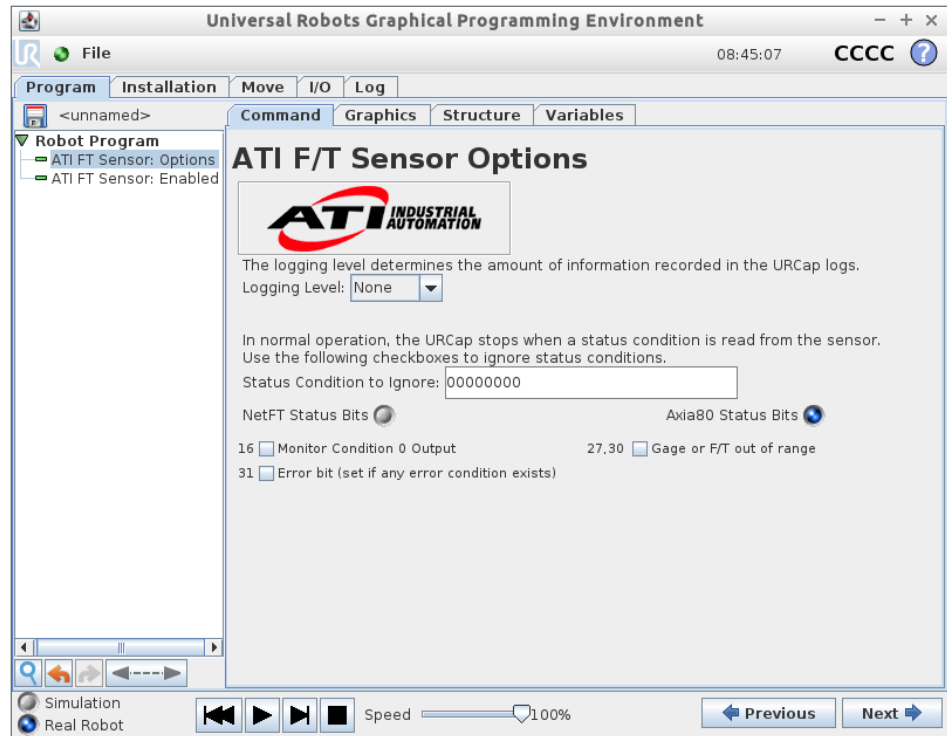 Universal Robots Graphical Programming Environment
UR File 08:45:07 CCCC ?
Program Installation Move I/O Log
<unnamed> Command Graphics Structure Variables
Robot Program
ATI FT Sensor: Options
ATI FT Sensor: Enabled
ATI F/T Sensor Options
ATI INDUSTRIAL
AUTOMATION
The logging level determines the amount of information recorded in the URCap logs.
Logging Level: None
In normal operation, the URCap stops when a status condition is read from the sensor.
Use the following checkboxes to ignore status conditions.
Status Condition to Ignore: 00000000
NetFT Status Bits Axia80 Status Bits
16 Monitor Condition 0 Output 27,30 Gage or F/T out of range
31 Error bit (set if any error condition exists)
Simulation
Real Robot
Speed 100% Previous Next